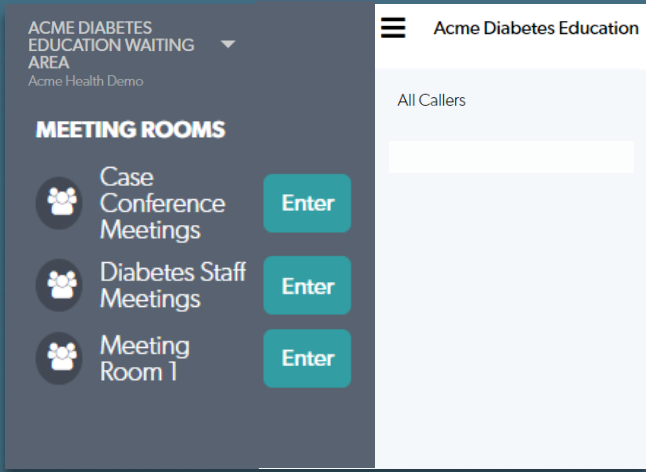 ACME DIABETES
EDUCATION WAITING
AREA
Acme Health Demo
MEETING ROOMS
Case
Conference
Meetings
Enter
Diabetes Staff
Meetings
Enter
Meeting
Room 1
Enter
Acme Diabetes Education
All Callers